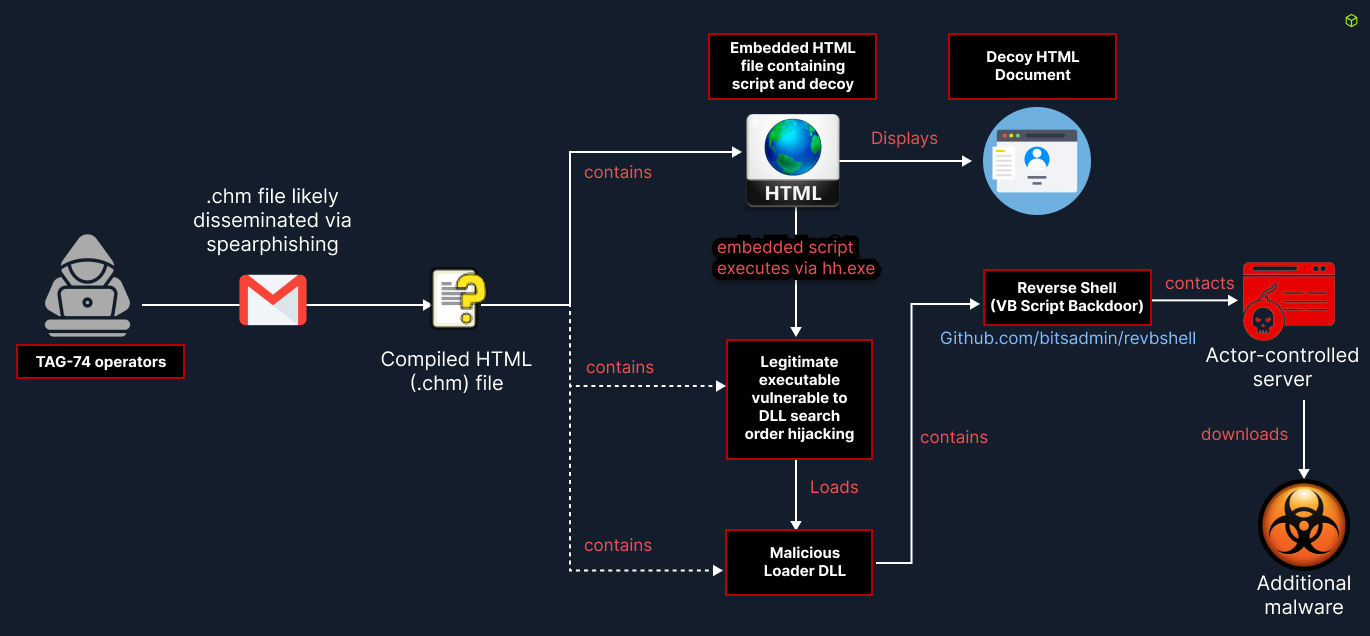 Embedded HTML
file containing
script and decoy
Decoy HTML
Document
Displays
contains
HTML
.chm file likely
disseminated via
spearphishing
embedded script
executes via hh.exe
Reverse Shell
(VB Script Backdoor)
contacts
Github.com/bitsadmin/revbshell
Actor-controlled
server
TAG-74 operators
Compiled HTML
(.chm) file
contains
Legitimate
executable
vulnerable to
DLL search
order hijacking
contains
downloads
Loads
contains
Malicious
Loader DLL
Additional
malware